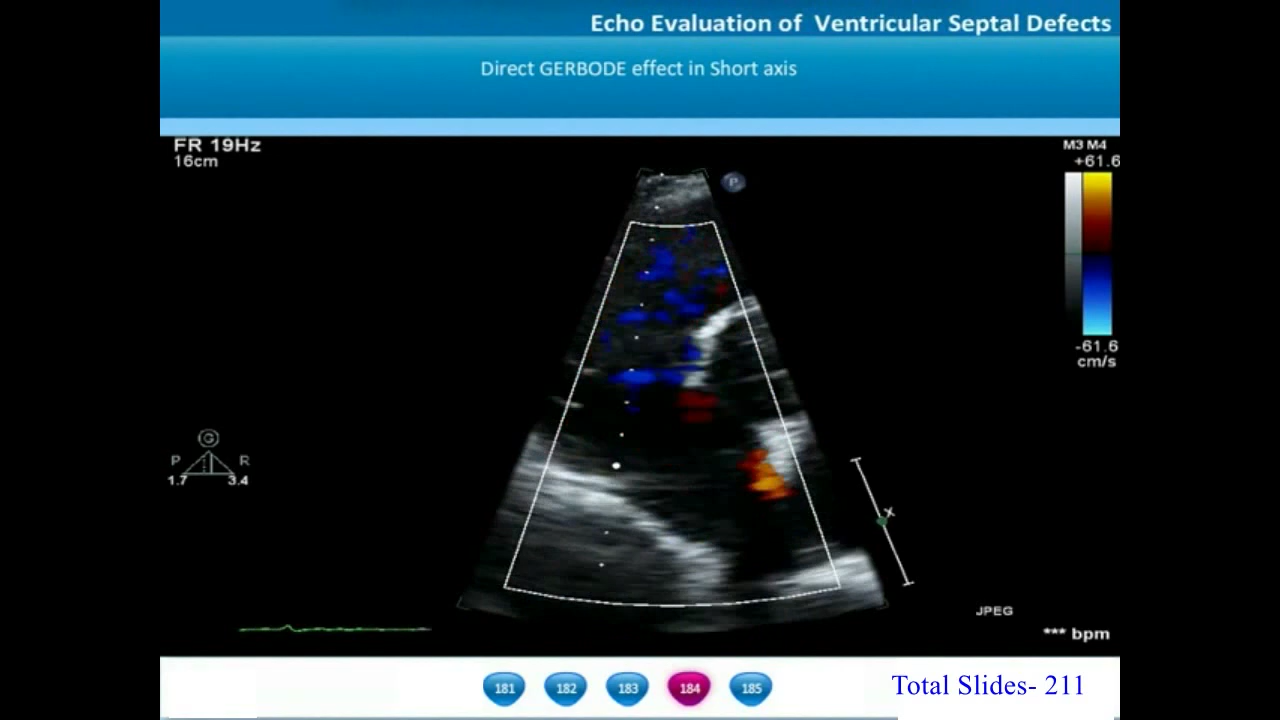 Echo Evaluation of Ventricular Septal Defects
Direct GERBODE effect in Short axis
FR 19Hz
16cm
M3 M4
+61.6
P
-61.6
cm/s
G
P R
1.7 3.4
x
JPEG
*** bpm
181 182 183 184 185
Total Slides- 211